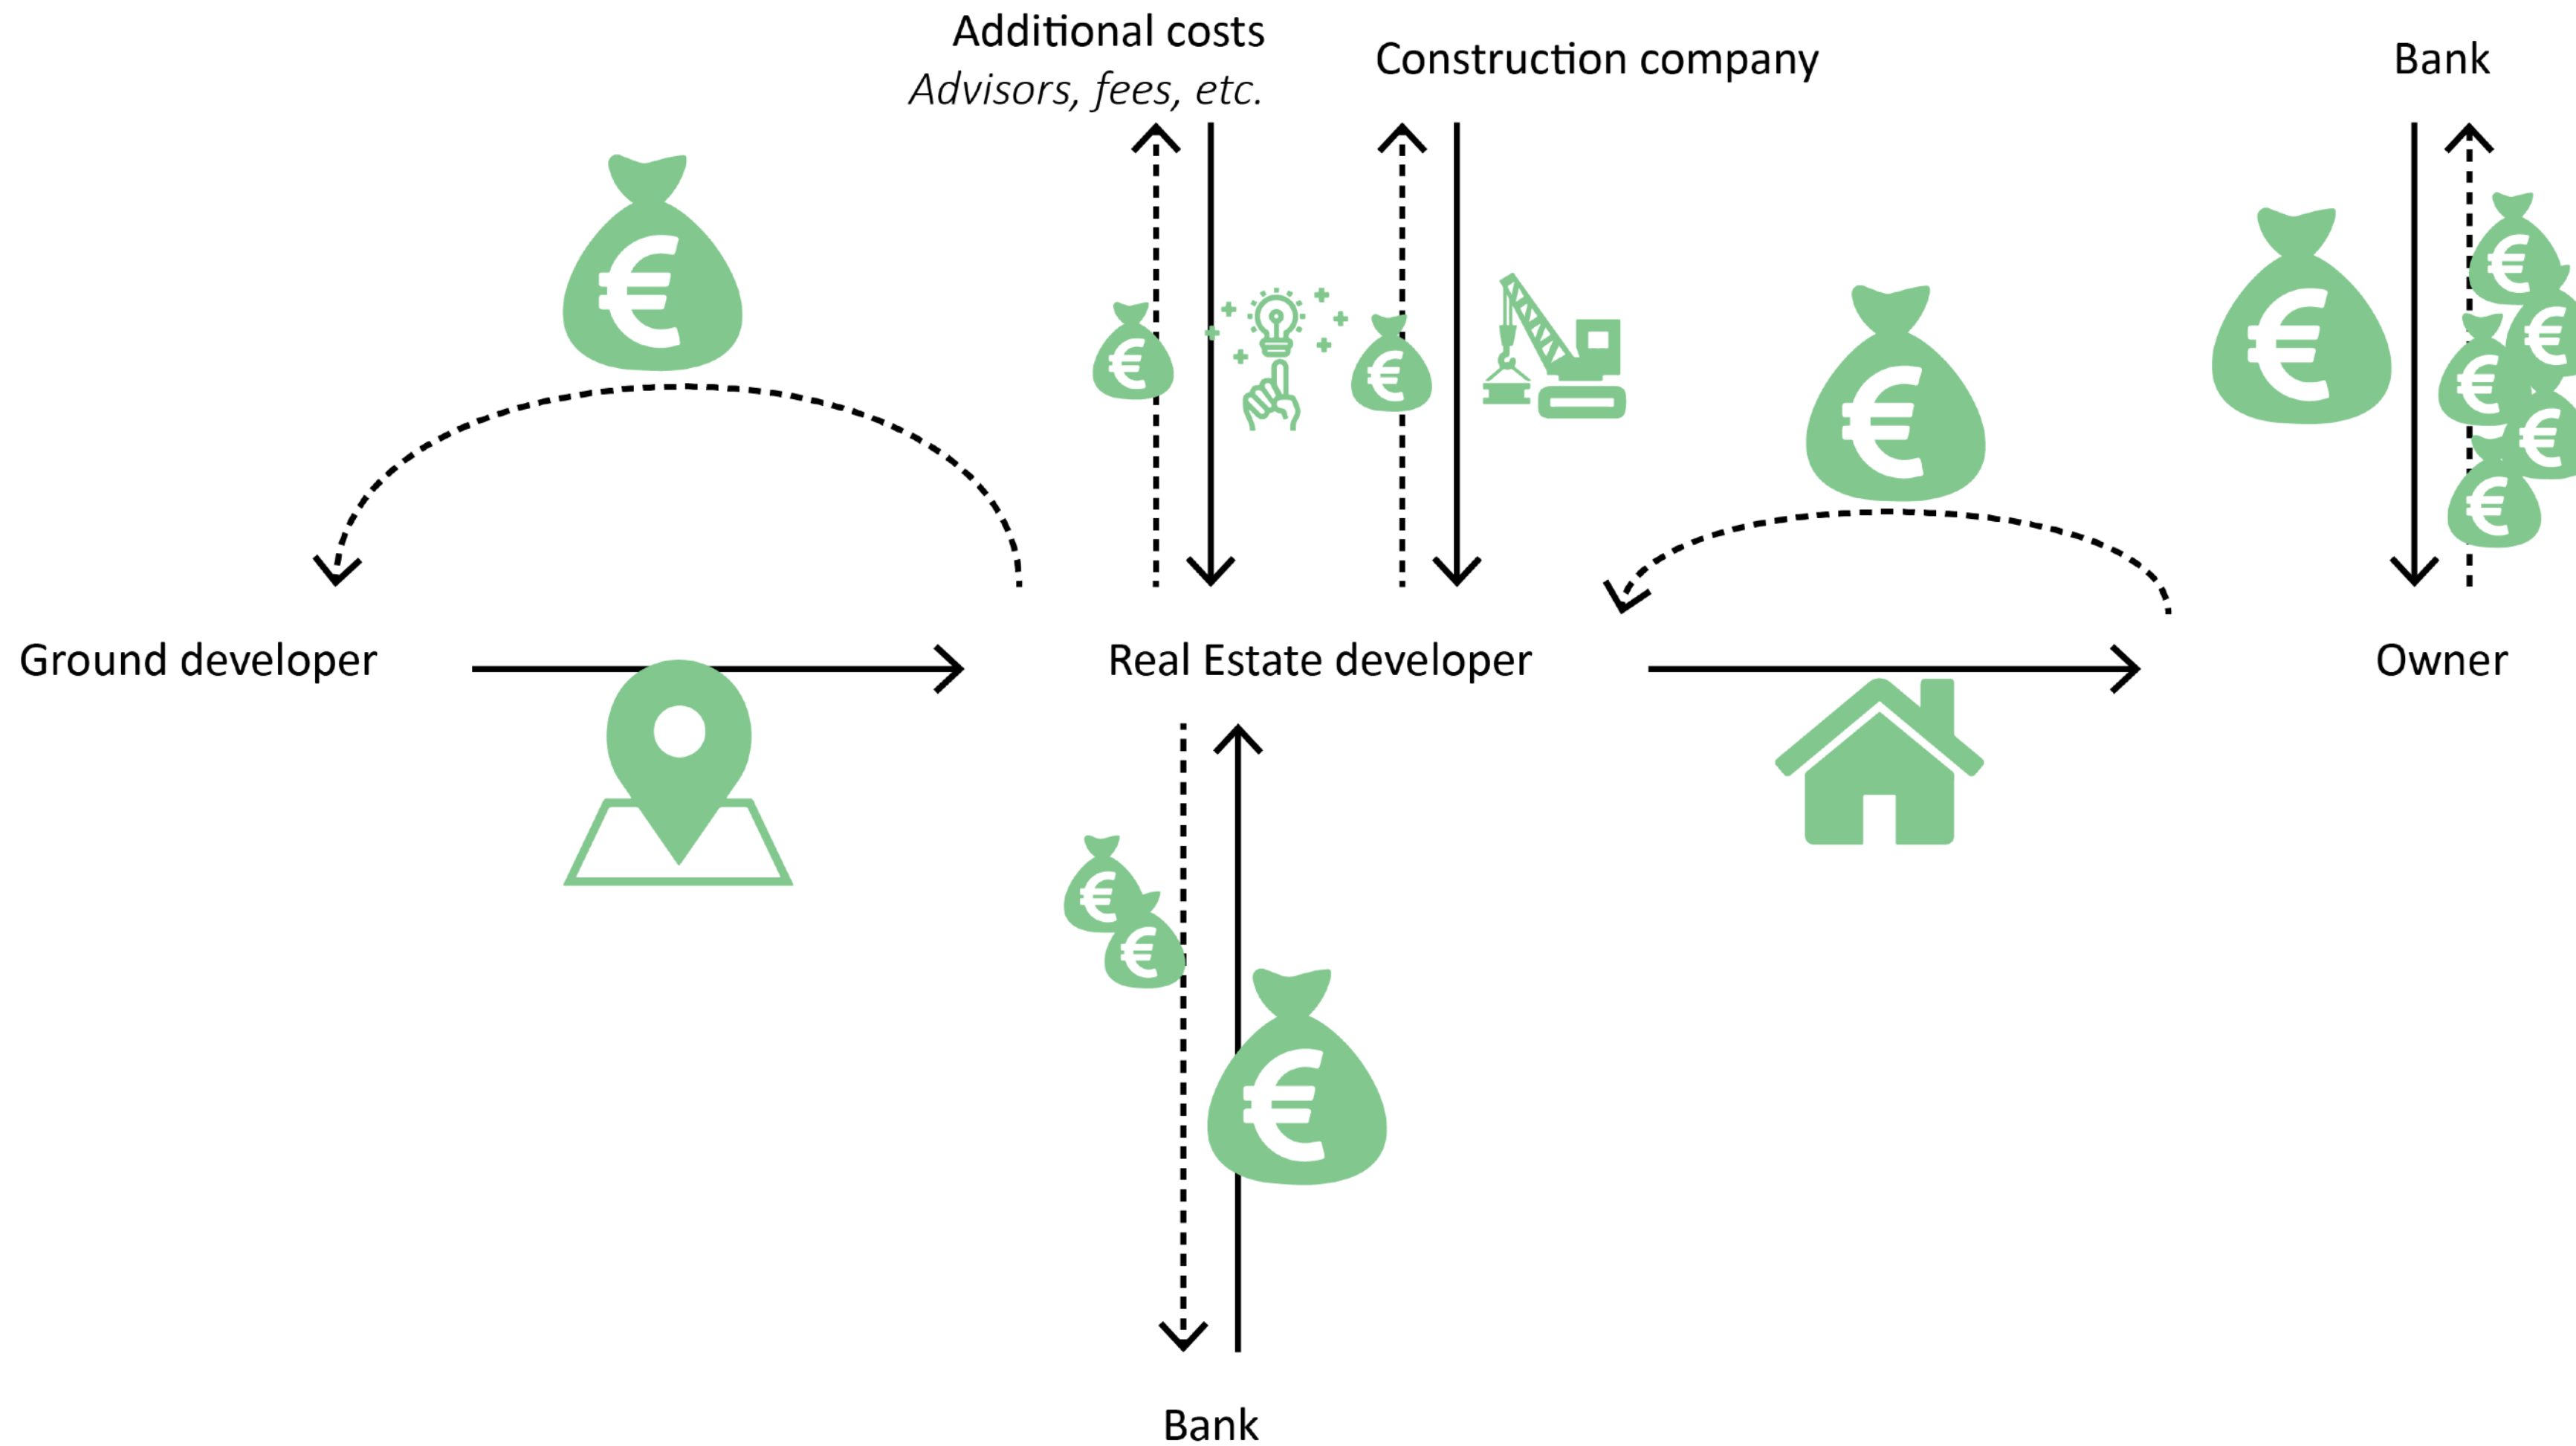 Additional costs
Advisors, fees, etc.
Construction company
Bank
€
€
€
€
€
€
€
€
€
€
Ground developer
Real Estate developer
Owner
€
€
€
Bank